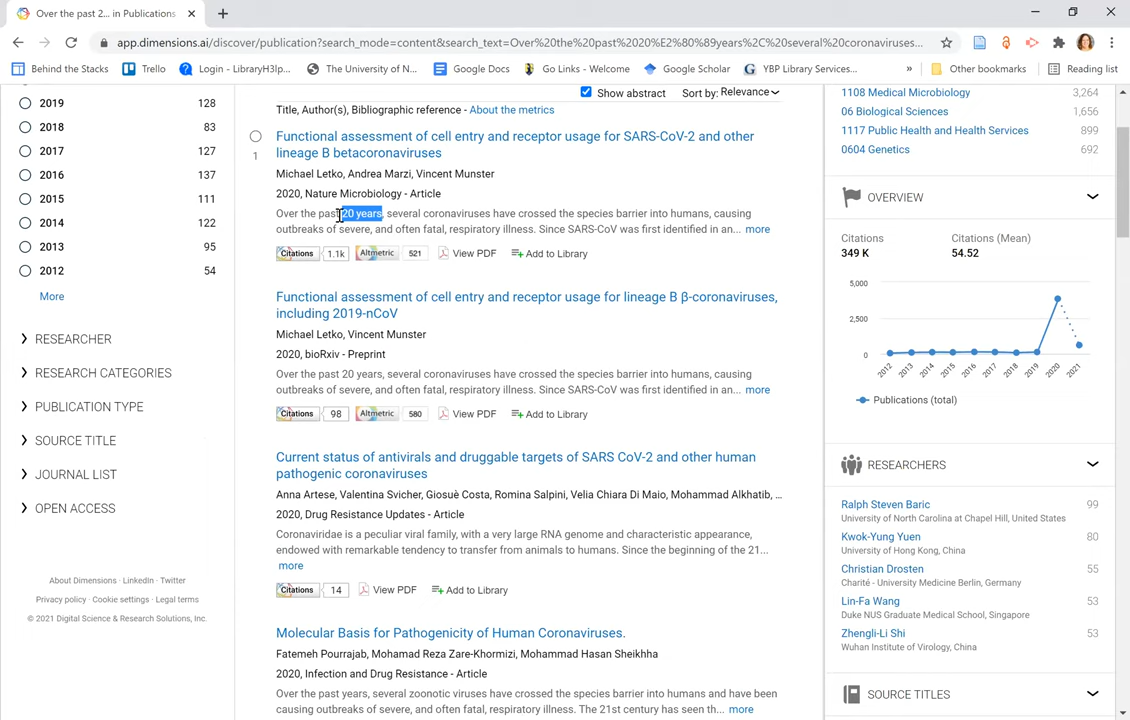 Over the past 2... in Publications
app.dimensions.ai/discover/publication?search_mode=content&search_text=Over%20the%20past%2020%E2%80%89years%2C%20several%20coronaviruses...
Behind the Stacks
Trello
Login - LibraryH3lp...
The University of N...
Google Docs
Go Links - Welcome
Google Scholar
YBP Library Services...
»
Other bookmarks
Reading list
2019 128
2018 83
2017 127
2016 137
2015 111
2014 122
2013 95
2012 54
More
RESEARCHER
RESEARCH CATEGORIES
PUBLICATION TYPE
SOURCE TITLE
JOURNAL LIST
OPEN ACCESS
About Dimensions · LinkedIn · Twitter
Privacy policy · Cookie settings · Legal terms
© 2021 Digital Science & Research Solutions, Inc.
Show abstract Sort by: Relevance
Title, Author(s), Bibliographic reference - About the metrics
Functional assessment of cell entry and receptor usage for SARS-CoV-2 and other
1
lineage B betacoronaviruses
Michael Letko, Andrea Marzi, Vincent Munster
2020, Nature Microbiology - Article
Over the past 20 years, several coronaviruses have crossed the species barrier into humans, causing
outbreaks of severe, and often fatal, respiratory illness. Since SARS-CoV was first identified in an... more
Citations 1.1k Altmetric 521 View PDF Add to Library
Functional assessment of cell entry and receptor usage for lineage B β-coronaviruses,
including 2019-nCoV
Michael Letko, Vincent Munster
2020, bioRxiv - Preprint
Over the past 20 years, several coronaviruses have crossed the species barrier into humans, causing
outbreaks of severe, and often fatal, respiratory illness. Since SARS-CoV was first identified in an... more
Citations 98 Altmetric 580 View PDF Add to Library
Current status of antivirals and druggable targets of SARS CoV-2 and other human
pathogenic coronaviruses
Anna Artese, Valentina Svicher, Giosuè Costa, Romina Salpini, Velia Chiara Di Maio, Mohammad Alkhatib, ...
2020, Drug Resistance Updates - Article
Coronaviridae is a peculiar viral family, with a very large RNA genome and characteristic appearance,
endowed with remarkable tendency to transfer from animals to humans. Since the beginning of the 21...
more
Citations 14 View PDF Add to Library
Molecular Basis for Pathogenicity of Human Coronaviruses.
Fatemeh Pourrajab, Mohamad Reza Zare-Khormizi, Mohammad Hasan Sheikhha
2020, Infection and Drug Resistance - Article
Over the past years, several zoonotic viruses have crossed the species barrier into humans and have been
causing outbreaks of severe, and often fatal, respiratory illness. The 21st century has seen th... more
1108 Medical Microbiology 3,264
06 Biological Sciences 1,656
1117 Public Health and Health Services 899
0604 Genetics 692
OVERVIEW
Citations Citations (Mean)
349 K 54.52
5,000
2,500
0
2012 2013 2014 2015 2016 2017 2018 2019 2020 2021
Publications (total)
RESEARCHERS
Ralph Steven Baric 99
University of North Carolina at Chapel Hill, United States
Kwok-Yung Yuen 80
University of Hong Kong, China
Christian Drosten 55
Charité - University Medicine Berlin, Germany
Lin-Fa Wang 53
Duke NUS Graduate Medical School, Singapore
Zhengli-Li Shi 53
Wuhan Institute of Virology, China
SOURCE TITLES